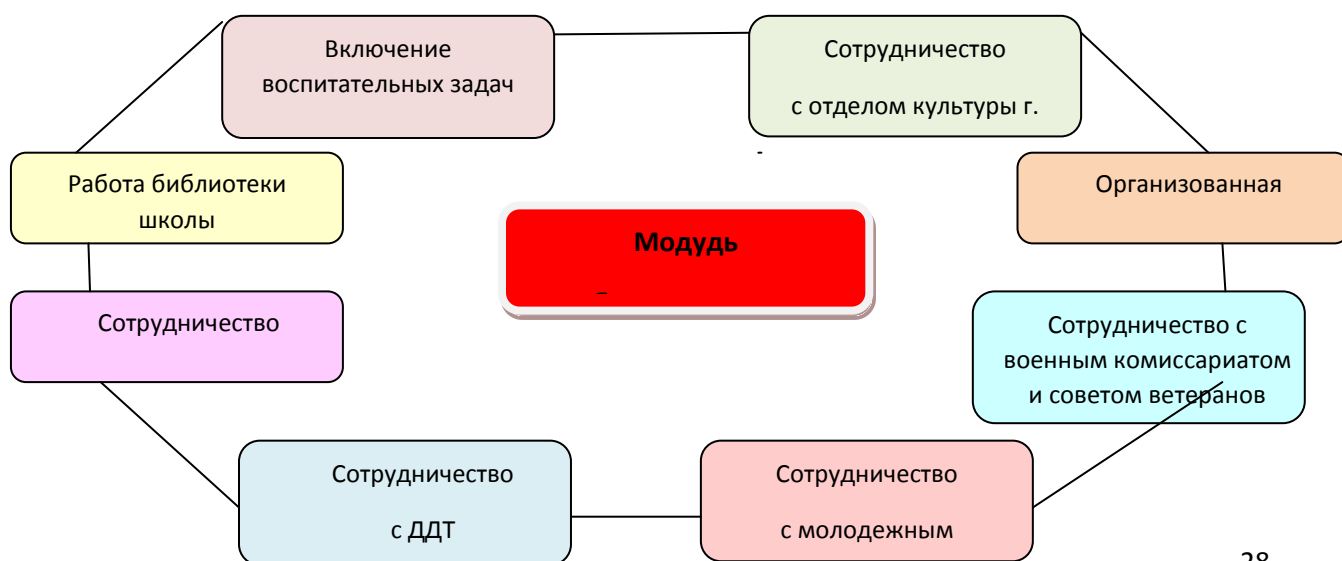 Включение
воспитательных задач
Сотрудничество
с отделом культуры г.
Работа библиотеки
школы
Организованная
Модудь
Сотрудничество
Сотрудничество с
военным комиссариатом
и советом ветеранов
Сотрудничество
с ДДТ
Сотрудничество
с молодежным